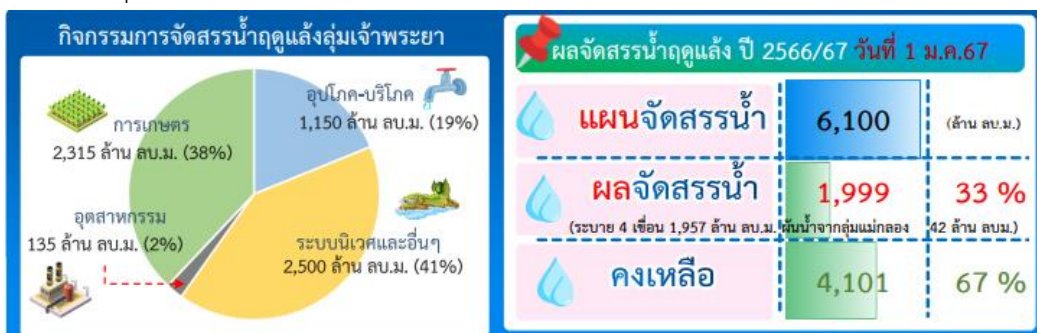 กิจกรรมการจัดสรรน้ำฤดูแล้งลุ่มเจ้าพระยา
อุปโภค-บริโภค
1,150 ล้าน ลบ.ม. (19%)
การเกษตร
2,315 ล้าน ลบ.ม. (38%)
อุตสาหกรรม
135 ล้าน ลบ.ม. (2%)
ระบบนิเวศและอื่นๆ
2,500 ล้าน ลบ.ม. (41%)
ผลจัดสรรน้ำฤดูแล้ง ปี 2566/67 วันที่ 1 ม.ค.67
แผนจัดสรรน้ำ 6,100 (ล้าน ลบ.ม.)
ผลจัดสรรน้ำ 1,999 33 %
(ระบาย 4 เขื่อน 1,957 ล้าน ลบ.ม. ผันน้ำจากลุ่มแม่กลอง 42 ล้าน ลบม.)
คงเหลือ 4,101 67 %